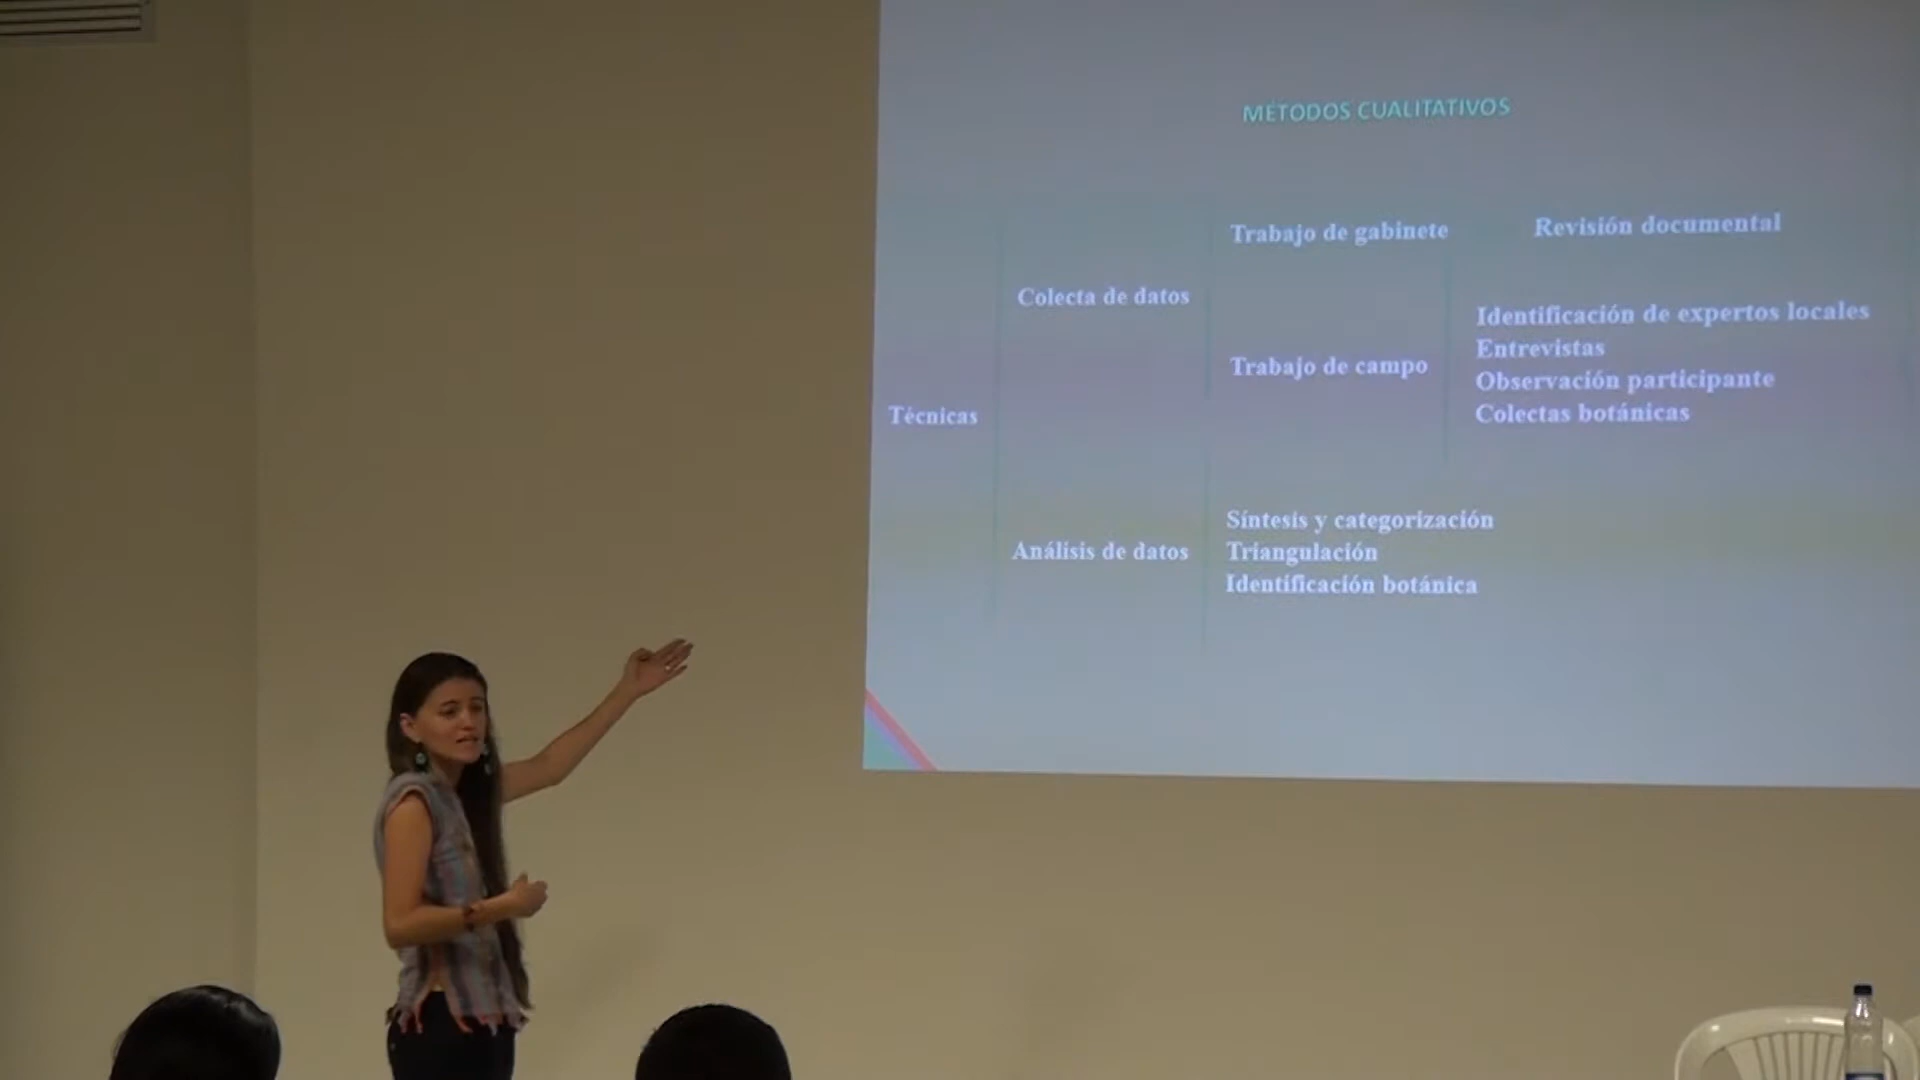 MÉTODOS CUALITATIVOS
Trabajo de gabinete
Revisión documental
Colecta de datos
Identificación de expertos locales
Entrevistas
Trabajo de campo
Observación participante
Colectas botánicas
Técnicas
Síntesis y categorización
Análisis de datos
Triangulación
Identificación botánica